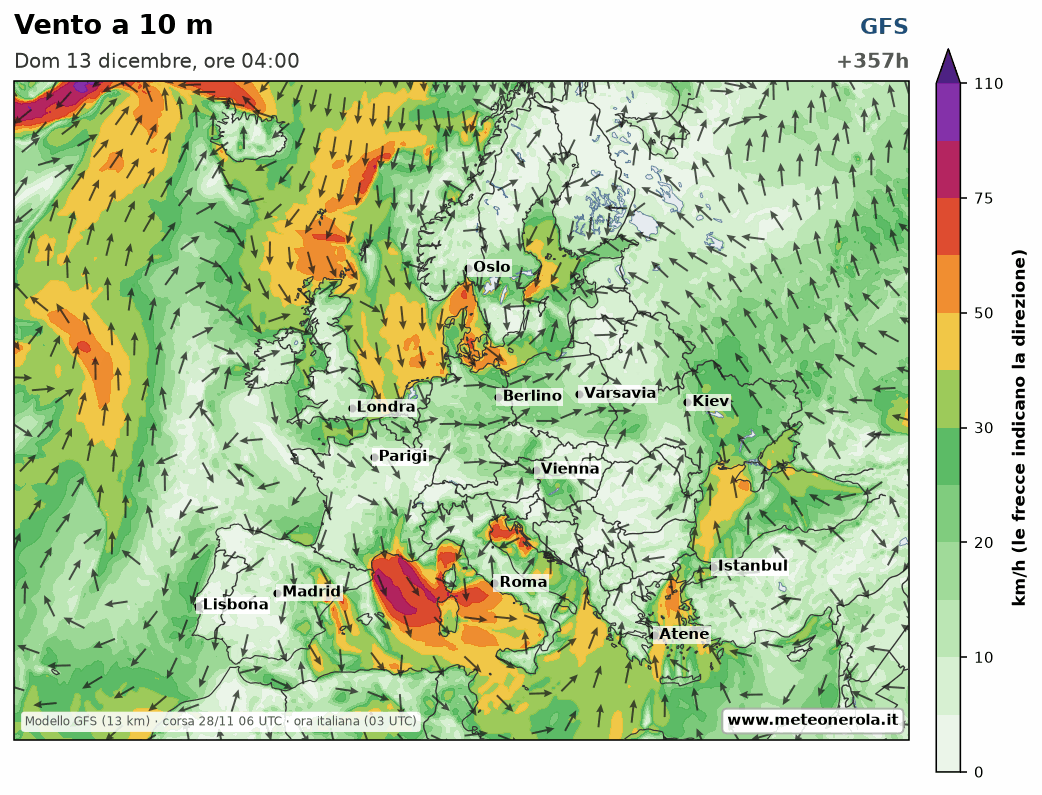 Vento a 10 m
GFS
Dom 13 dicembre, ore 04:00
+357h
110
75
50
30
20
10
0
km/h (le frecce indicano la direzione)
Oslo
Londra
Berlino
Varsavia
Kiev
Parigi
Vienna
Lisbona
Madrid
Roma
Istanbul
Atene
Modello GFS (13 km) · corsa 28/11 06 UTC · ora italiana (03 UTC)
www.meteonerola.it